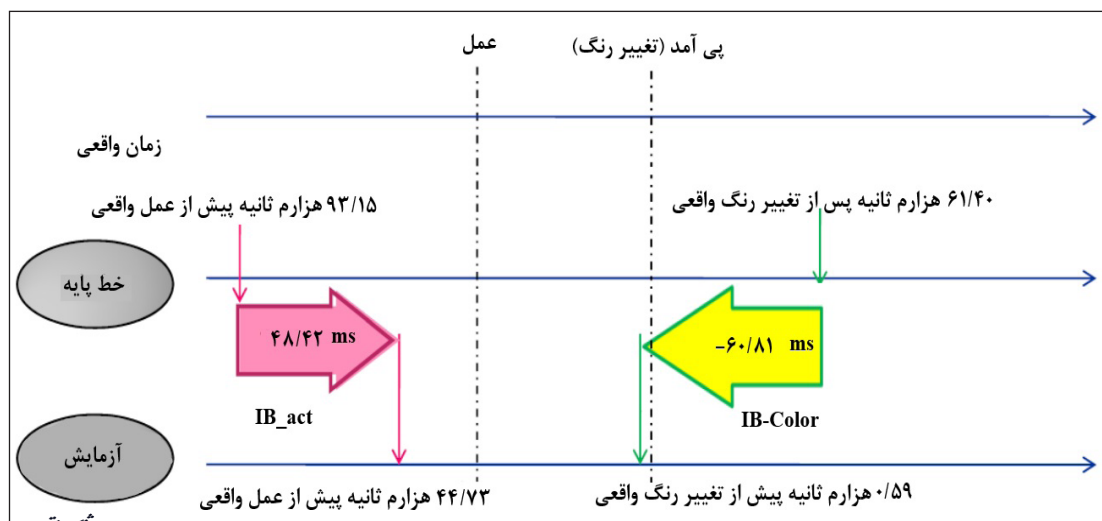 عمل
پی آمد (تغییر رنگ)
زمان واقعی
۹۳/۱۵ هزارم ثانیه پیش از عمل واقعی
۶۱/۴۰ هزارم ثانیه پس از تغییر رنگ واقعی
خط پایه
۴۸/۴۲ ms
-۶۰/۸۱ ms
IB_act
IB-Color
آزمایش
۴۴/۷۳ هزارم ثانیه پیش از عمل واقعی
۰/۵۹ هزارم ثانیه پیش از تغییر رنگ واقعی